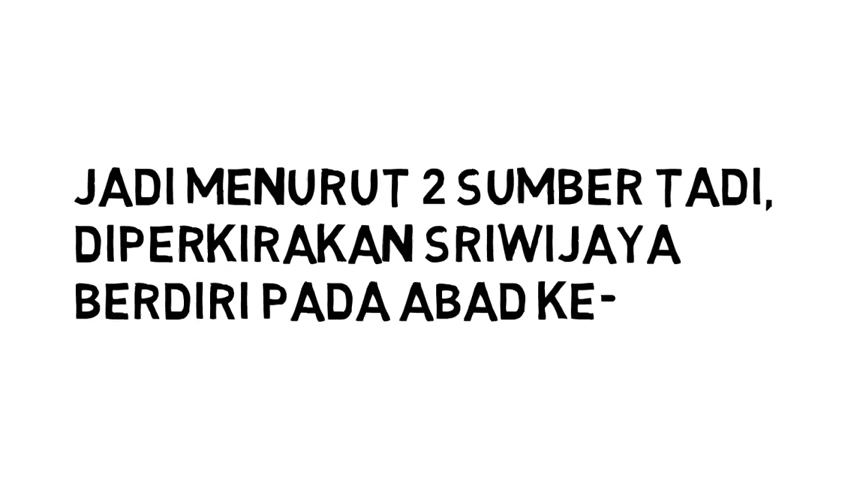 JADI MENURUT 2 SUMBER TADI,
DIPERKIRAKAN SRIWIJAYA
BERDIRI PADA ABAD KE-